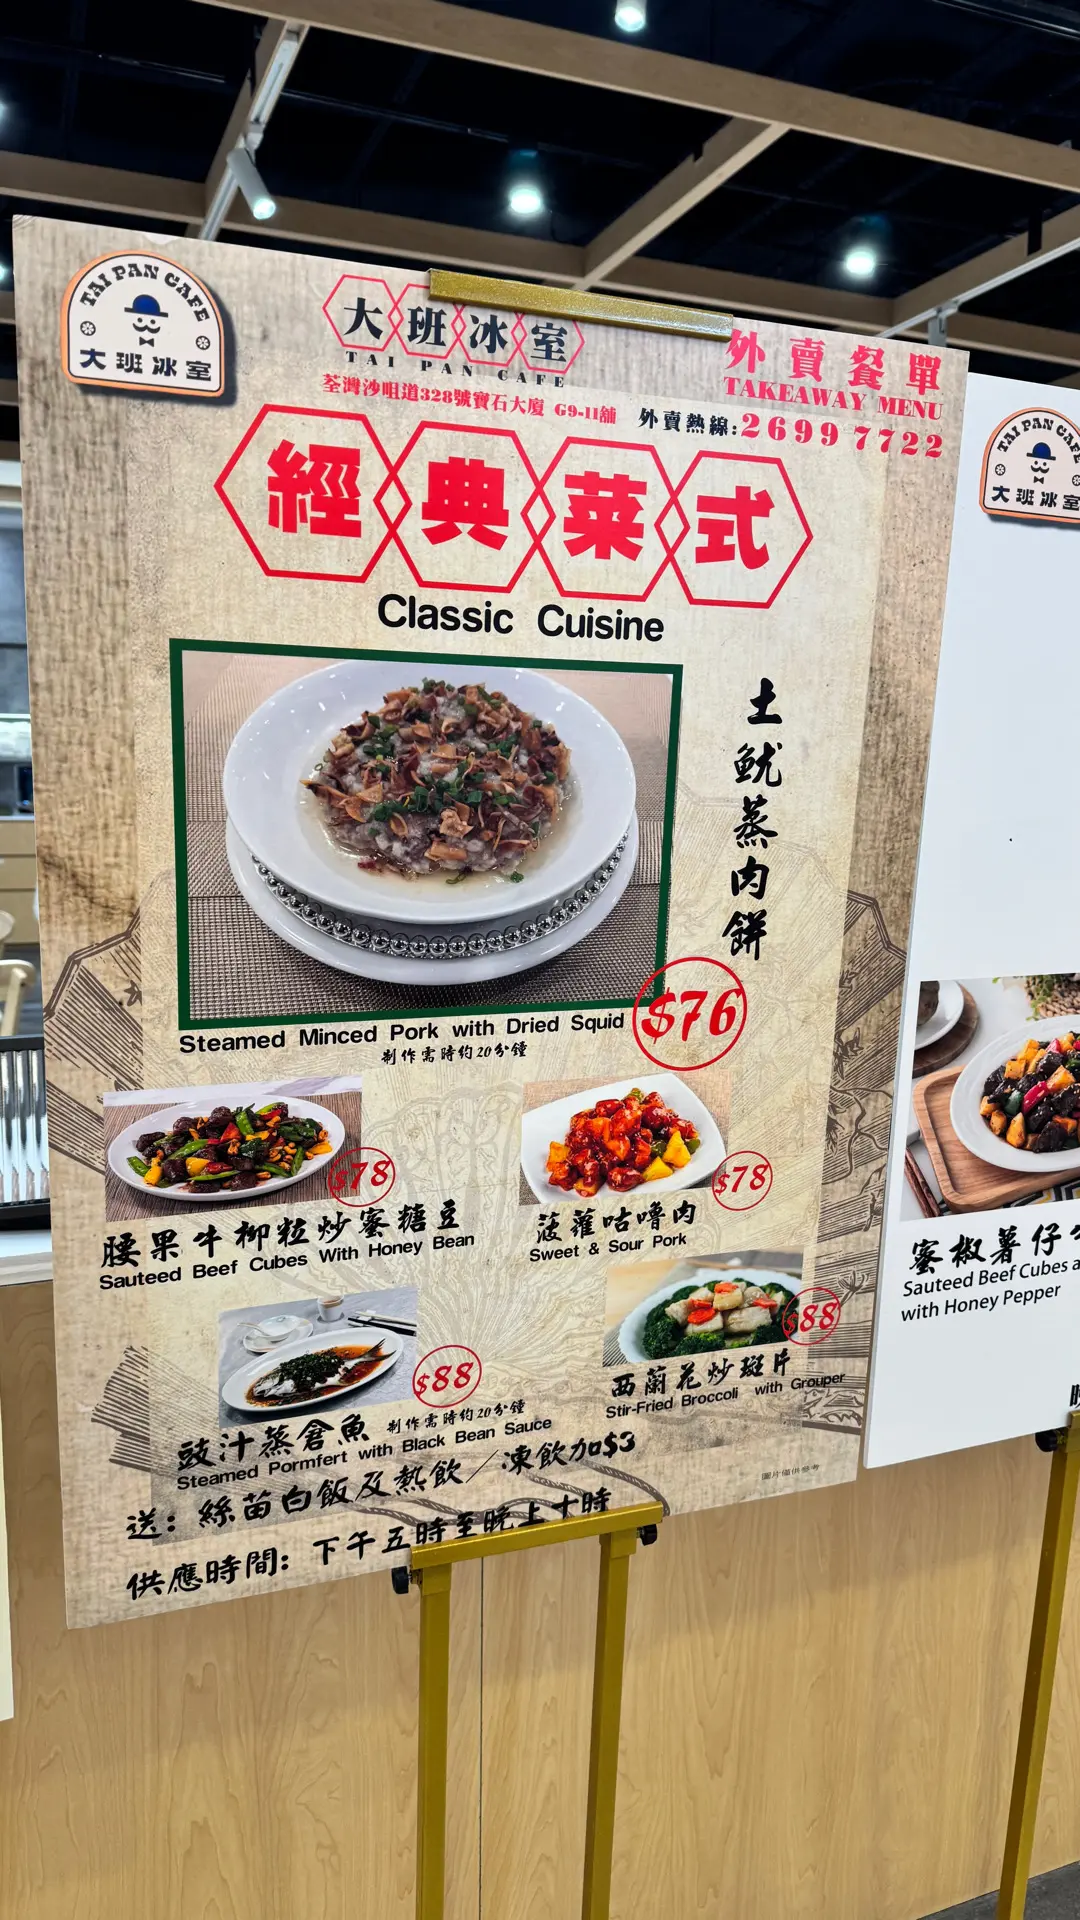 TAI PAN CAFE
大班冰室
大班冰室
TAI PAN CAFE
荃灣沙咀道328號寶石大廈 G9-11舖
外賣餐單
TAKEAWAY MENU
外賣熱線:2699 7722
經典菜式
Classic Cuisine
土魷蒸肉餅
$76
Steamed Minced Pork with Dried Squid
制作需時約20分鐘
$78
腰果牛柳粒炒蜜糖豆
Sauteed Beef Cubes With Honey Bean
$78
菠蘿咕嚕肉
Sweet & Sour Pork
$88
豉汁蒸倉魚 制作需時約20分鐘
Steamed Pormfert with Black Bean Sauce
$88
西蘭花炒斑片
Stir-Fried Broccoli with Grouper
送：絲苗白飯及熱飲／凍飲加$3
供應時間：下午五時至晚上十時
圖片僅供參考
TAI PAN CAFE
大班冰室
蜜椒薯仔
Sauteed Beef Cubes
with Honey Pepper